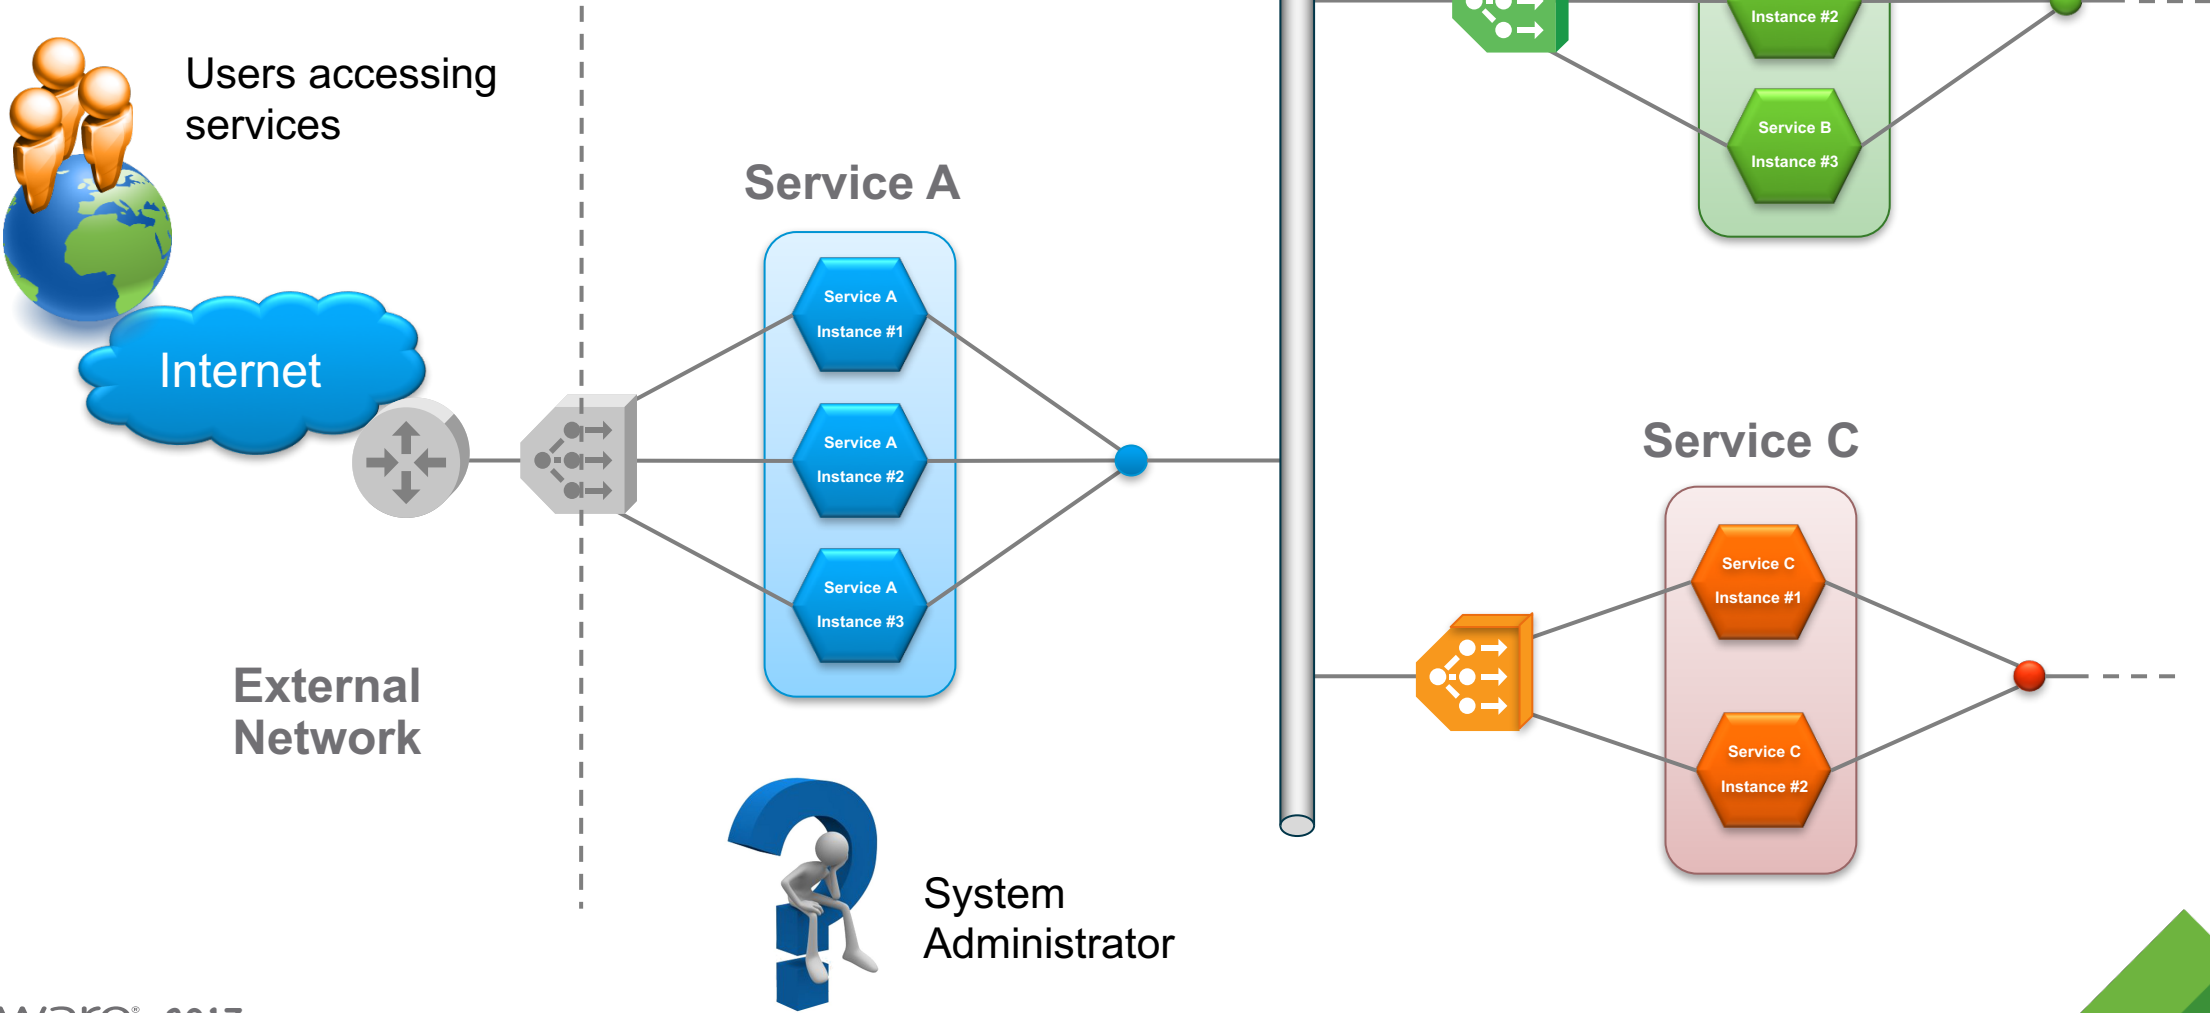 Users accessing
services
Internet
External
Network
Service A
Service A
Instance #1
Service A
Instance #2
Service A
Instance #3
System
Administrator
Instance #2
Service B
Instance #3
Service C
Service C
Instance #1
Service C
Instance #2